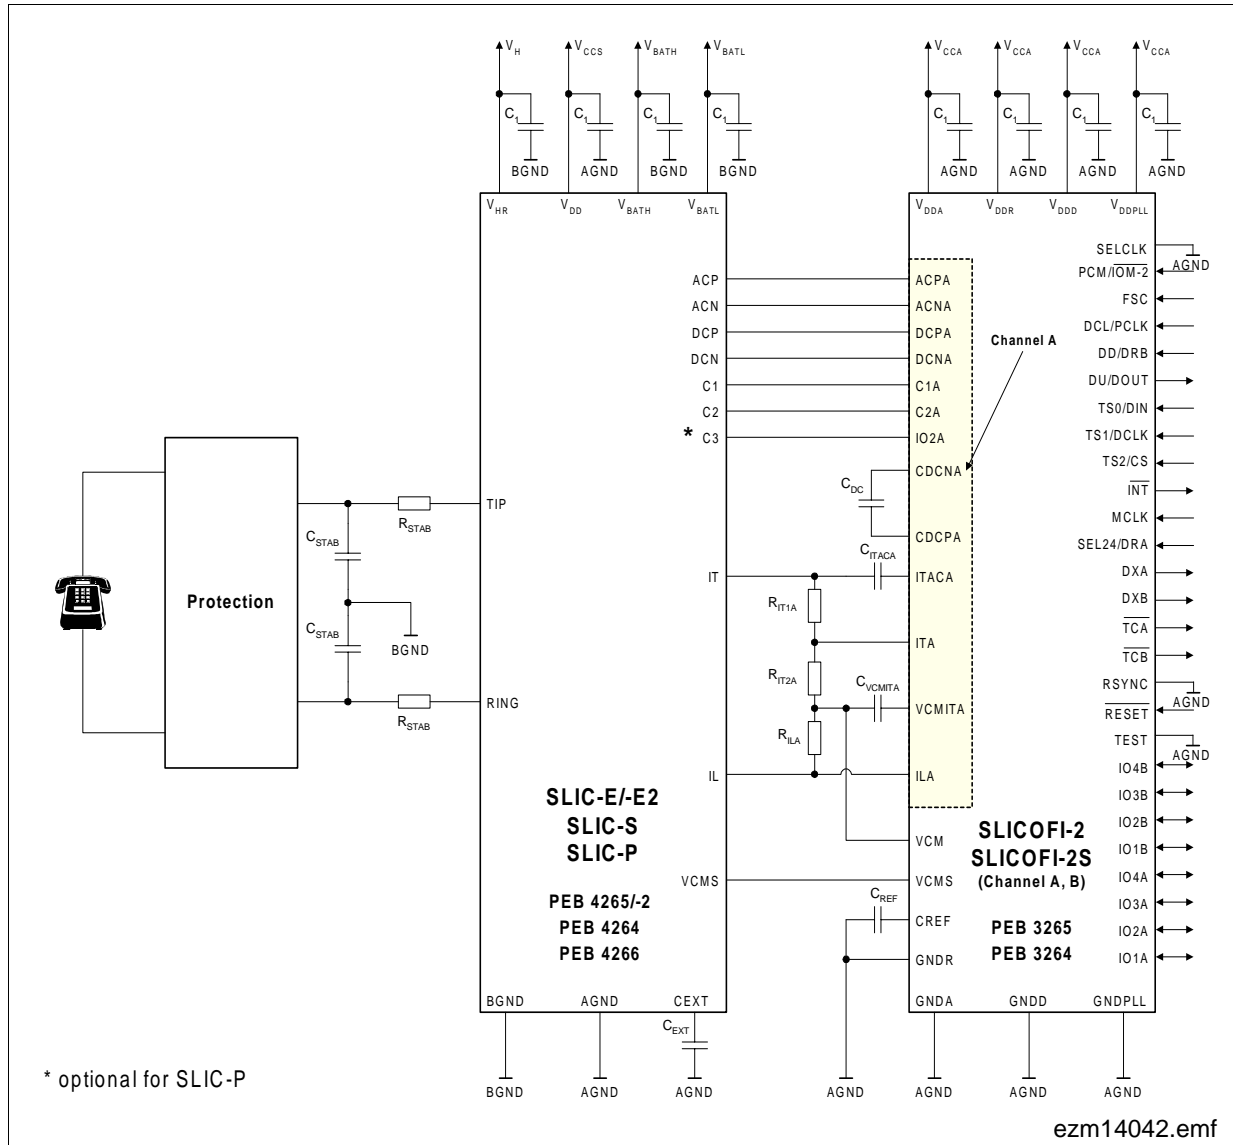 VH VCCS VBATH VBATL VCCA VCCA VCCA VCCA
C1 C1 C1 C1 C1 C1 C1 C1
BGND AGND BGND BGND AGND AGND AGND AGND
VHR VDD VBATH VBATL VDDA VDDR VDDD VDDPLL
SELCLK
AGND
ACP ACPA PCM/IOM-2
ACN ACNA FSC
DCP DCPA DCL/PCLK
Channel A
DCN DCNA DD/DRB
C1 C1A DU/DOUT
C2 C2A TS0/DIN
* C3 IO2A TS1/DCLK
CDCNA TS2/CS
CDC
INT
TIP
RSTAB
MCLK
CSTAB
CDCPA SEL24/DRA
CITACA
IT ITACA DXA
Protection RIT1A DXB
CSTAB
TCA
BGND ITA
TCB
RIT2A CVCMITA RSYNC
AGND
RING VCMITA RESET
RSTAB RILA TEST
AGND
IL ILA IO4B
SLIC-E/-E2 IO3B
SLIC-S SLICOFI-2 IO2B
SLIC-P VCM SLICOFI-2S IO1B
VCMS VCMS (Channel A, B) IO4A
CREF
PEB 4265/-2 IO3A
PEB 4264 CREF PEB 3265 IO2A
PEB 4266 GNDR PEB 3264 IO1A
BGND AGND CEXT GNDA GNDD GNDPLL
CEXT
* optional for SLIC-P
BGND AGND AGND AGND AGND AGND AGND
ezm14042.emf